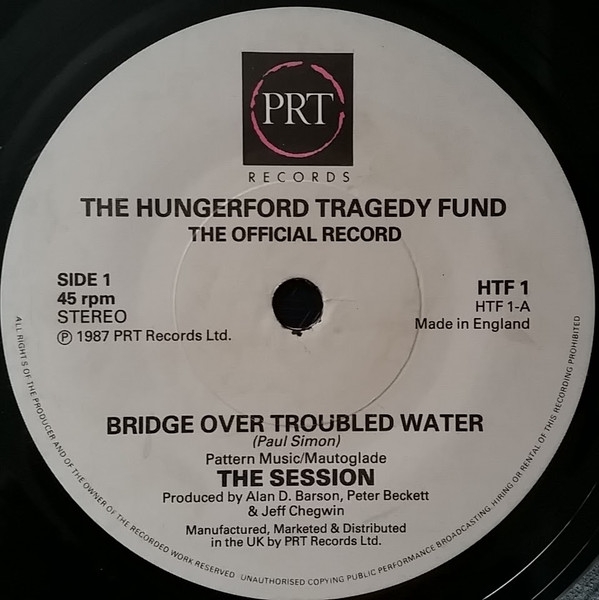 PRT
RECORDS
THE HUNGERFORD TRAGEDY FUND
THE OFFICIAL RECORD
SIDE 1
45 rpm
STEREO
Ⓟ 1987 PRT Records Ltd.
HTF 1
HTF 1-A
Made in England
BRIDGE OVER TROUBLED WATER
(Paul Simon)
Pattern Music/Mautoglade
THE SESSION
Produced by Alan D. Barson, Peter Beckett
& Jeff Chegwin
Manufactured, Marketed & Distributed
in the UK by PRT Records Ltd.
ALL RIGHTS OF THE PRODUCER AND OF THE OWNER OF THE RECORDED WORK RESERVED UNAUTHORISED COPYING PUBLIC PERFORMANCE BROADCASTING HIRING OR RENTAL OF THIS RECORDING PROHIBITED